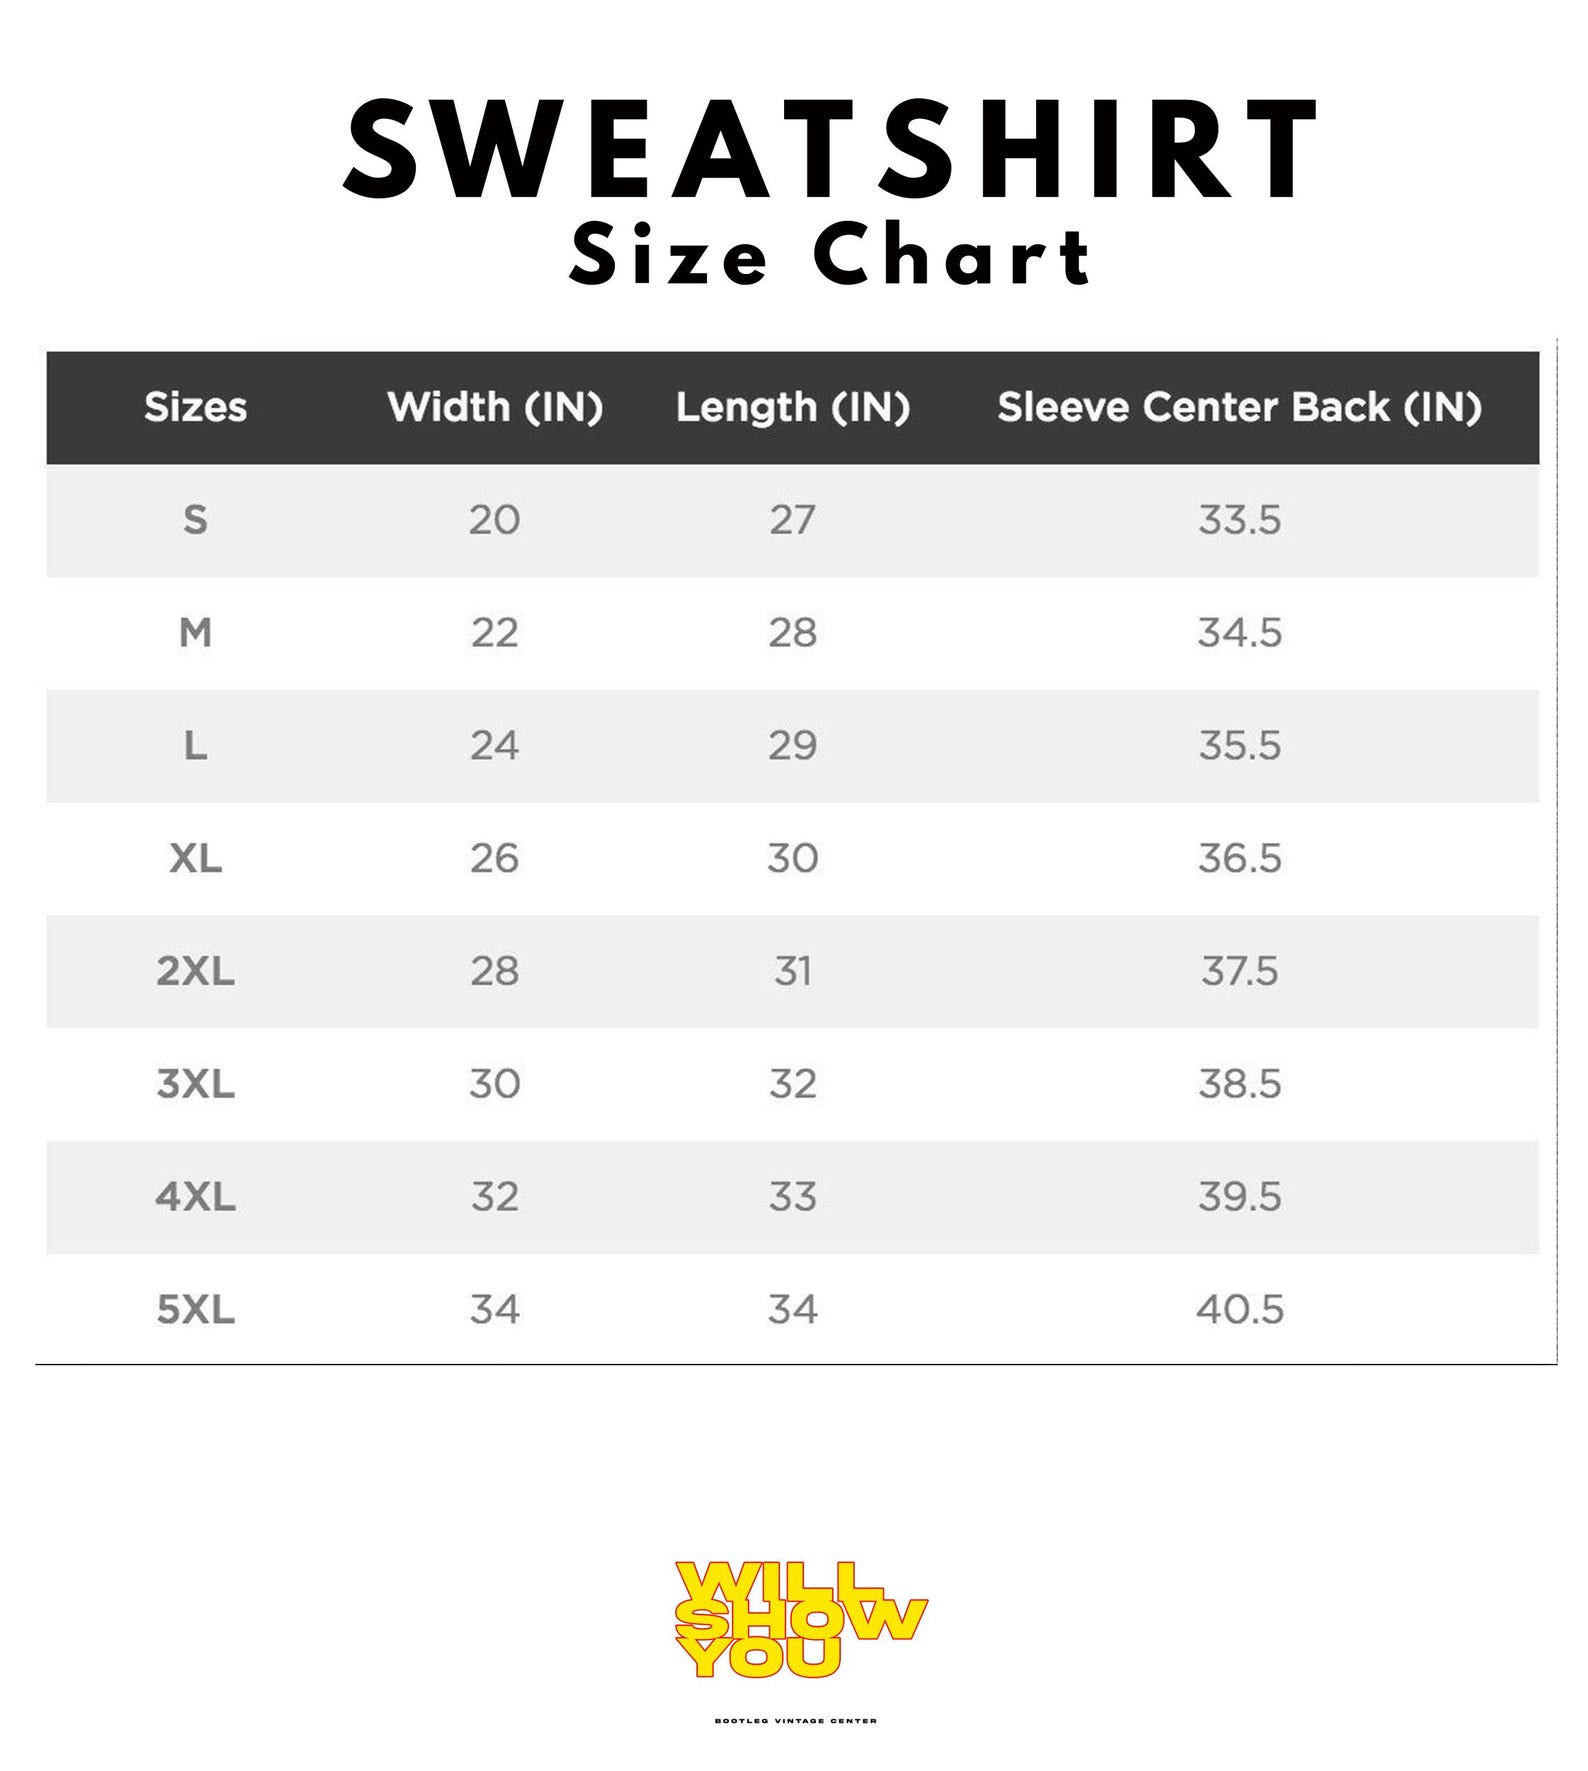 SWEATSHIRT
Size Chart
Sizes Width (IN) Length (IN) Sleeve Center Back (IN)
S 20 27 33.5
M 22 28 34.5
L 24 29 35.5
XL 26 30 36.5
2XL 28 31 37.5
3XL 30 32 38.5
4XL 32 33 39.5
5XL 34 34 40.5
WILL
SHOW
YOU
BOOTLEG VINTAGE CENTER